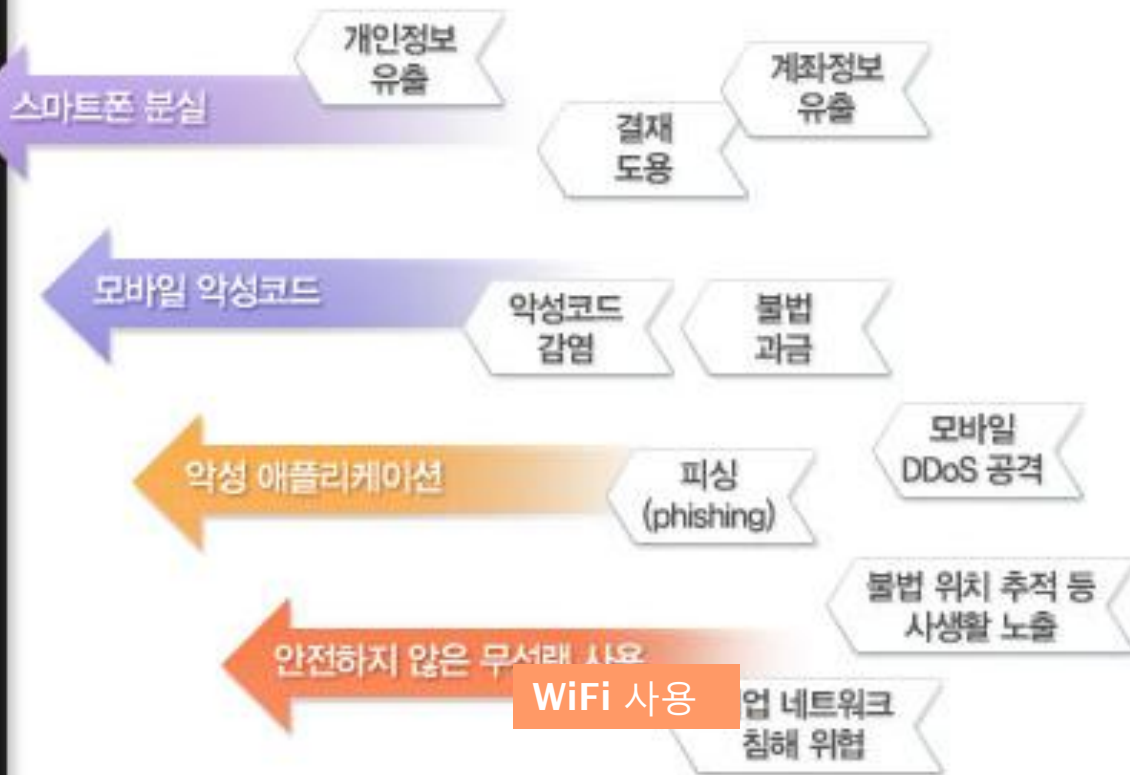 개인정보
유출
계좌정보
유출
스마트폰 분실
결재
도용
모바일 악성코드
악성코드
감염
불법
과금
모바일
DDoS 공격
악성 애플리케이션
피싱
(phishing)
불법 위치 추적 등
사생활 노출
안전하지 않은 무선랜 사용
WiFi 사용
네트워크
침해 위협